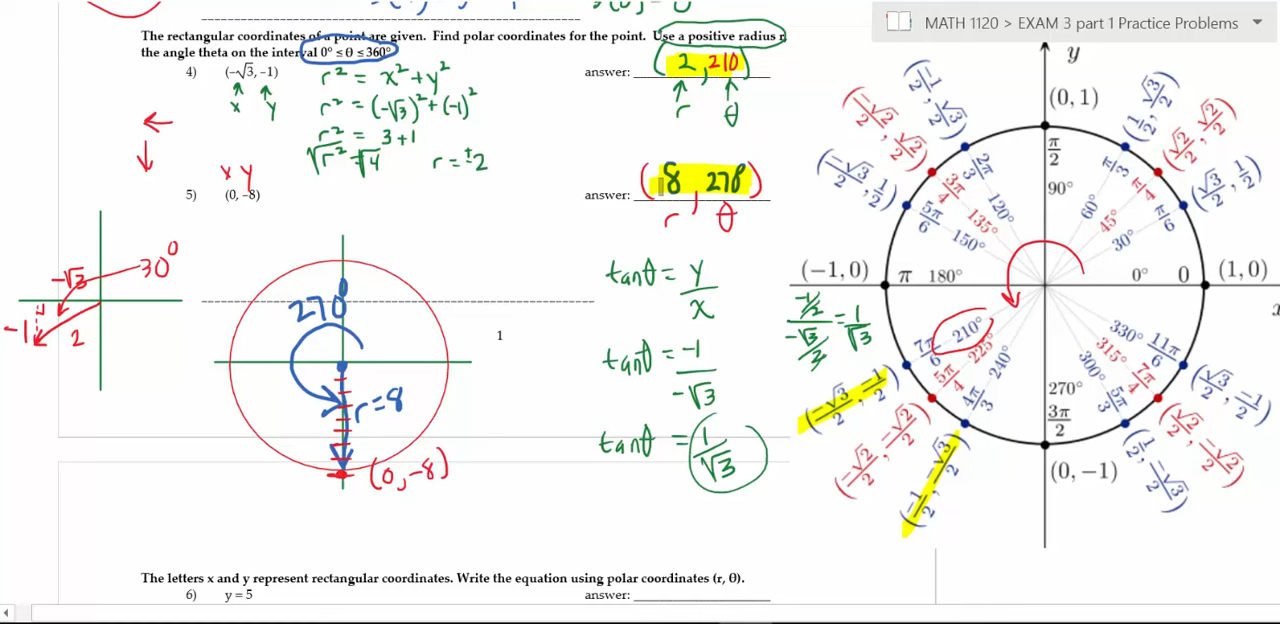 MATH 1120 > EXAM 3 part 1 Practice Problems
The rectangular coordinates of a point are given. Find polar coordinates for the point. Use a positive radius r
the angle theta on the interval 0° ≤ θ ≤ 360°
4) (-√3, -1)
x y
r² = x² + y²
r² = (-√3)² + (-1)²
r² = 3 + 1
√r² = √4 r = ±2
answer: (2, 210)
r θ
5) (0, -8)
x y
answer: (8, 270)
r , θ
-√3
30°
-1
2
270°
r = 8
(0, -8)
1
tanθ = y/x
tanθ = -1/-√3
tanθ = 1/√3
(-1/2)/(-√3/2) = 1/√3
y
x
(0, 1)
π/2
90°
(1/2, √3/2)
π/3
60°
(√2/2, √2/2)
π/4
45°
(√3/2, 1/2)
π/6
30°
(1, 0)
0
0°
(-1/2, √3/2)
2π/3
120°
(-√2/2, √2/2)
3π/4
135°
(-√3/2, 1/2)
5π/6
150°
(-1, 0)
π
180°
(-√3/2, -1/2)
7π/6
210°
(-√2/2, -√2/2)
5π/4
225°
(-1/2, -√3/2)
4π/3
240°
(0, -1)
3π/2
270°
(1/2, -√3/2)
5π/3
300°
(√2/2, -√2/2)
7π/4
315°
(√3/2, -1/2)
11π/6
330°
The letters x and y represent rectangular coordinates. Write the equation using polar coordinates (r, θ).
6) y = 5
answer: